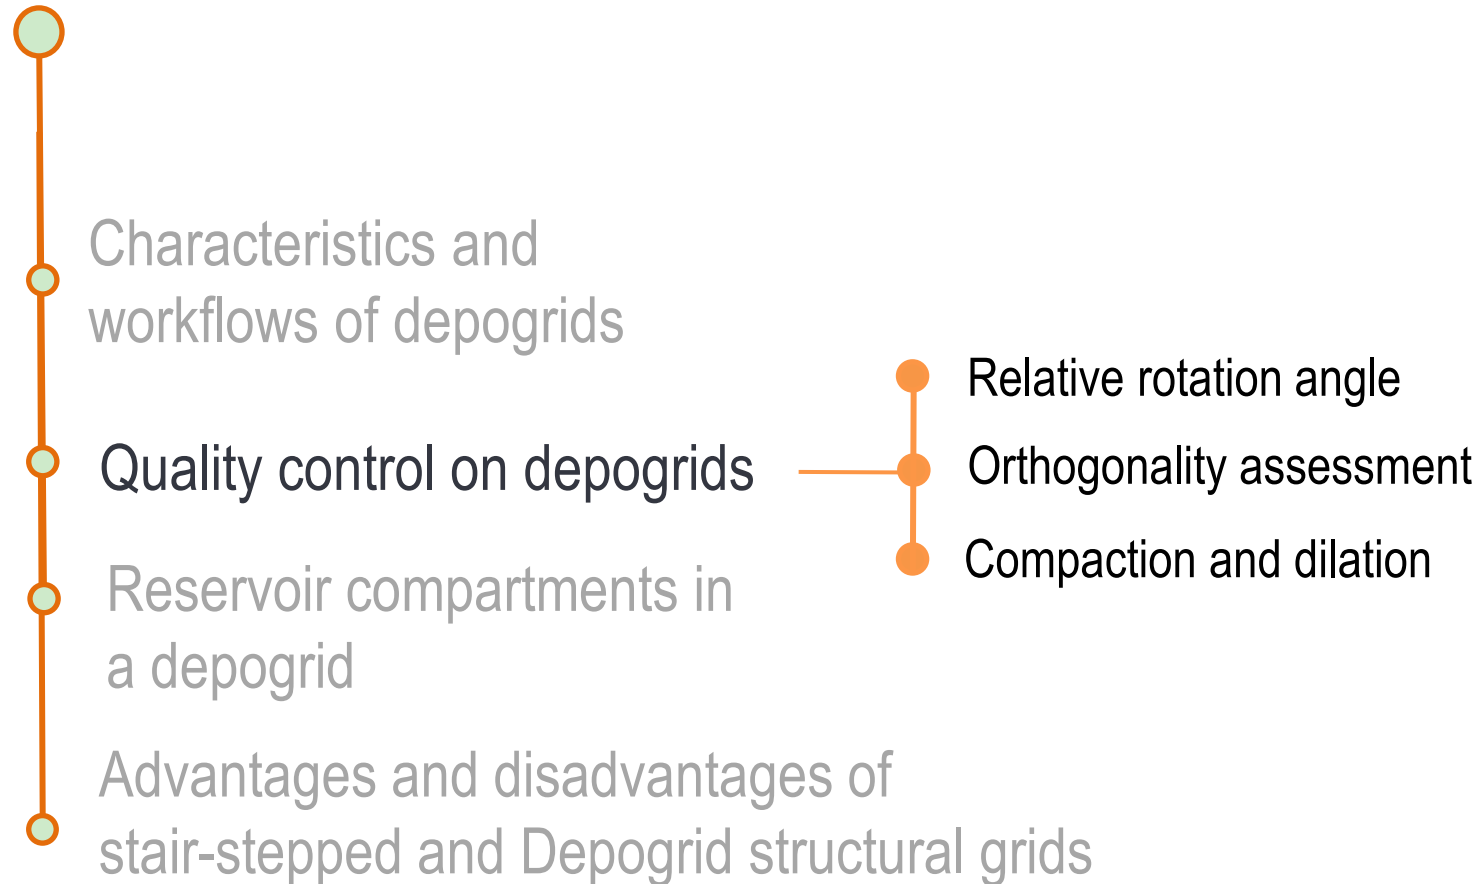 Characteristics and
workflows of depogrids
Quality control on depogrids
Relative rotation angle
Orthogonality assessment
Compaction and dilation
Reservoir compartments in
a depogrid
Advantages and disadvantages of
stair-stepped and Depogrid structural grids